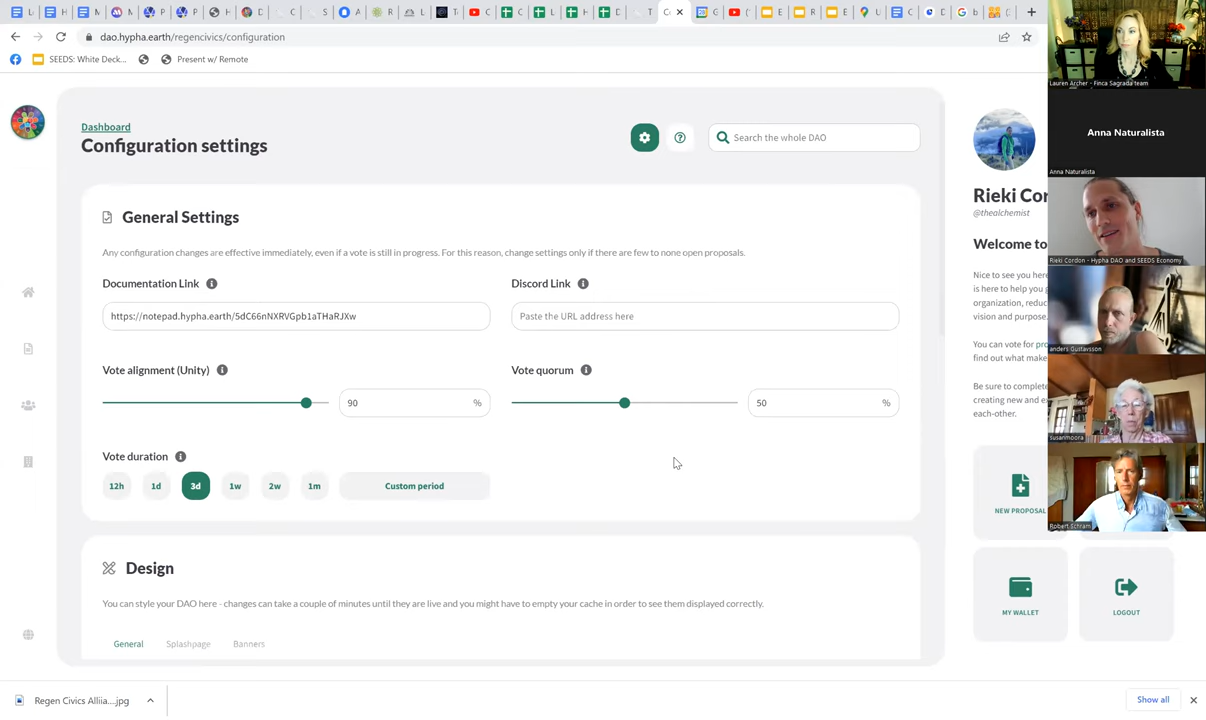 dao.hypha.earth/regencivics/configuration
SEEDS: White Deck...
Present w/ Remote
Dashboard
Configuration settings
Search the whole DAO
General Settings
Any configuration changes are effective immediately, even if a vote is still in progress. For this reason, change settings only if there are few to none open proposals.
Documentation Link
Discord Link
https://notepad.hypha.earth/5dC66nNXRVGpb1aTHaRJXw
Paste the URL address here
Vote alignment (Unity)
Vote quorum
90 %
50 %
Vote duration
12h 1d 3d 1w 2w 1m Custom period
Design
You can style your DAO here - changes can take a couple of minutes until they are live and you might have to empty your cache in order to see them displayed correctly.
General Splashpage Banners
Rieki Cor
@thealchemist
Welcome to
Nice to see you here
is here to help you
organization, reduc
vision and purpose.
You can vote for pro
find out what make
Be sure to complete
creating new and e
each-other.
NEW PROPOSAL
MY WALLET
LOGOUT
Lauren Archer - Finca Sagrada team
Anna Naturalista
Anna Naturalista
Rieki Cordon - Hypha DAO and SEEDS Economy
anders Gustavsson
susanmoora
Robert Schram
Regen Civics Alliia....jpg
Show all